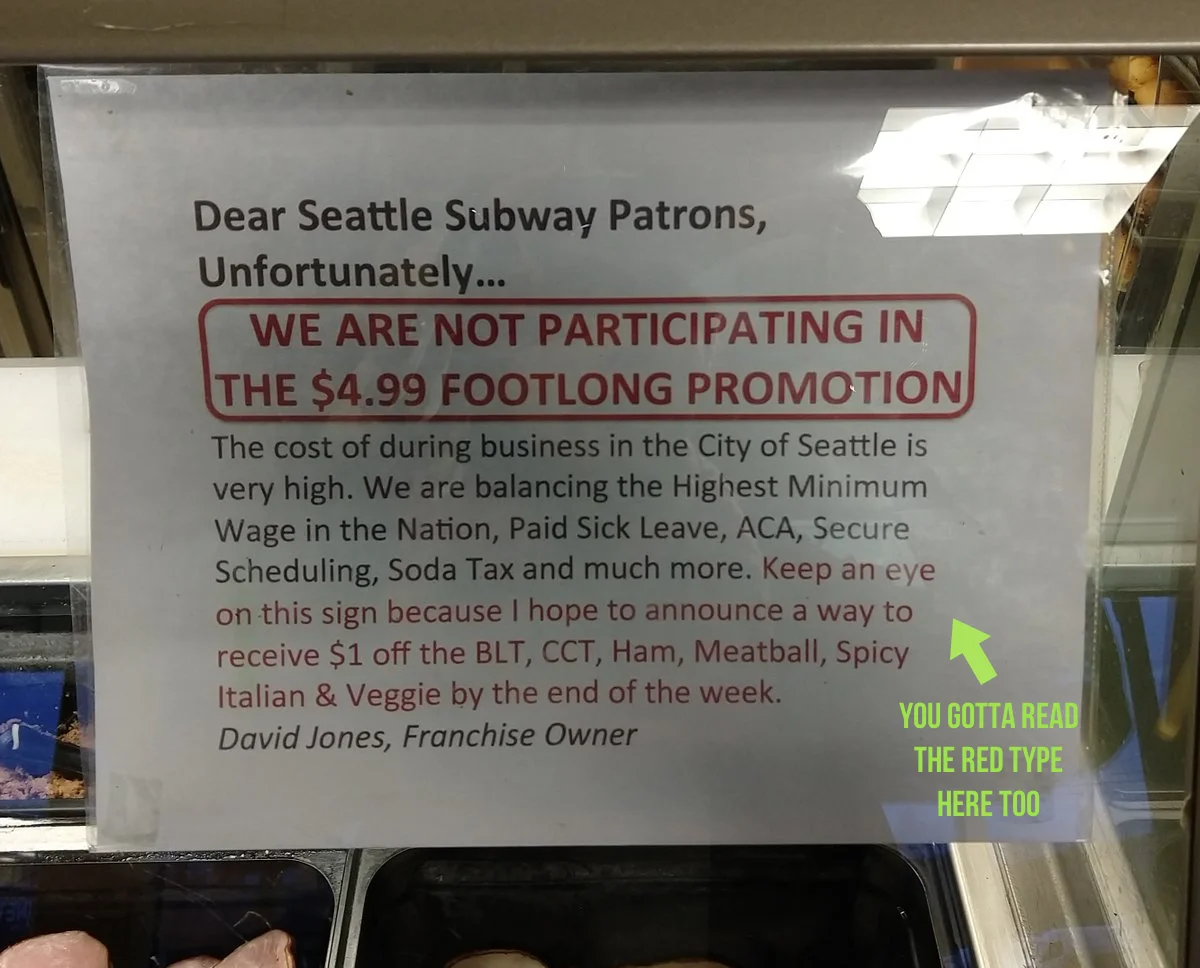 Dear Seattle Subway Patrons,
Unfortunately...
WE ARE NOT PARTICIPATING IN
THE $4.99 FOOTLONG PROMOTION
The cost of during business in the City of Seattle is
very high. We are balancing the Highest Minimum
Wage in the Nation, Paid Sick Leave, ACA, Secure
Scheduling, Soda Tax and much more. Keep an eye
on this sign because I hope to announce a way to
receive $1 off the BLT, CCT, Ham, Meatball, Spicy
Italian & Veggie by the end of the week.
David Jones, Franchise Owner
YOU GOTTA READ
THE RED TYPE
HERE TOO